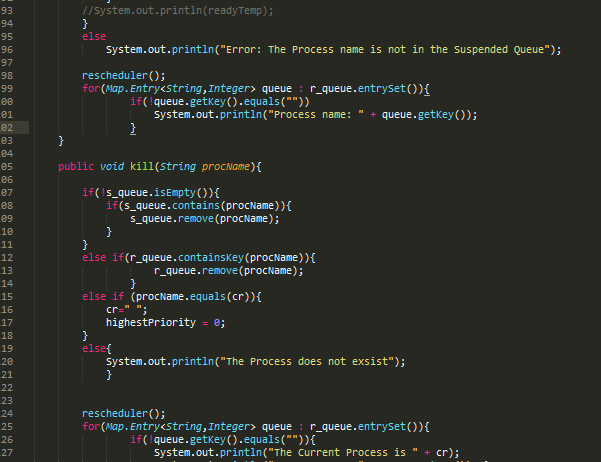 93 //System.out.println(readyTemp);
94 }
95 else
96 System.out.println("Error: The Process name is not in the Suspended Queue");
97
98 rescheduler();
99 for(Map.Entry<String,Integer> queue : r_queue.entrySet()){
00 if(!queue.getKey().equals(""))
01 System.out.println("Process name: " + queue.getKey());
02 }
03 }
04
05 public void kill(String procName){
06
07 if(!s_queue.isEmpty()){
08 if(s_queue.contains(procName)){
09 s_queue.remove(procName);
10 }
11 }
12 else if(r_queue.containsKey(procName)){
13 r_queue.remove(procName);
14 }
15 else if (procName.equals(cr)){
16 cr=" ";
17 highestPriority = 0;
18 }
19 else{
20 System.out.println("The Process does not exsist");
21 }
22
23
24 rescheduler();
25 for(Map.Entry<String,Integer> queue : r_queue.entrySet()){
26 if(!queue.getKey().equals("")){
27 System.out.println("The Current Process is " + cr);